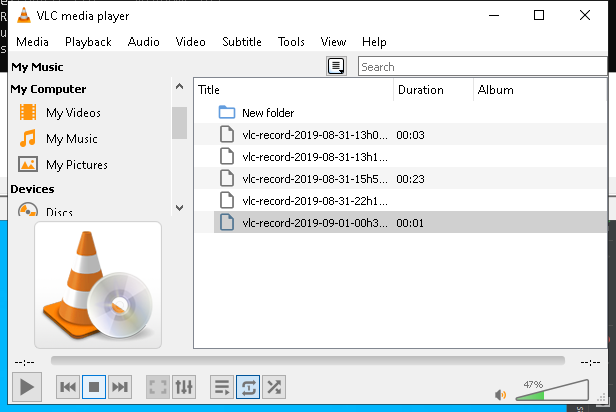 VLC media player
Media Playback Audio Video Subtitle Tools View Help
My Music
Search
My Computer
My Videos
My Music
My Pictures
Devices
Discs
Title Duration Album
New folder
vlc-record-2019-08-31-13h0... 00:03
vlc-record-2019-08-31-13h1...
vlc-record-2019-08-31-15h5... 00:23
vlc-record-2019-08-31-22h1...
vlc-record-2019-09-01-00h3... 00:01
--:-- --:--
47%